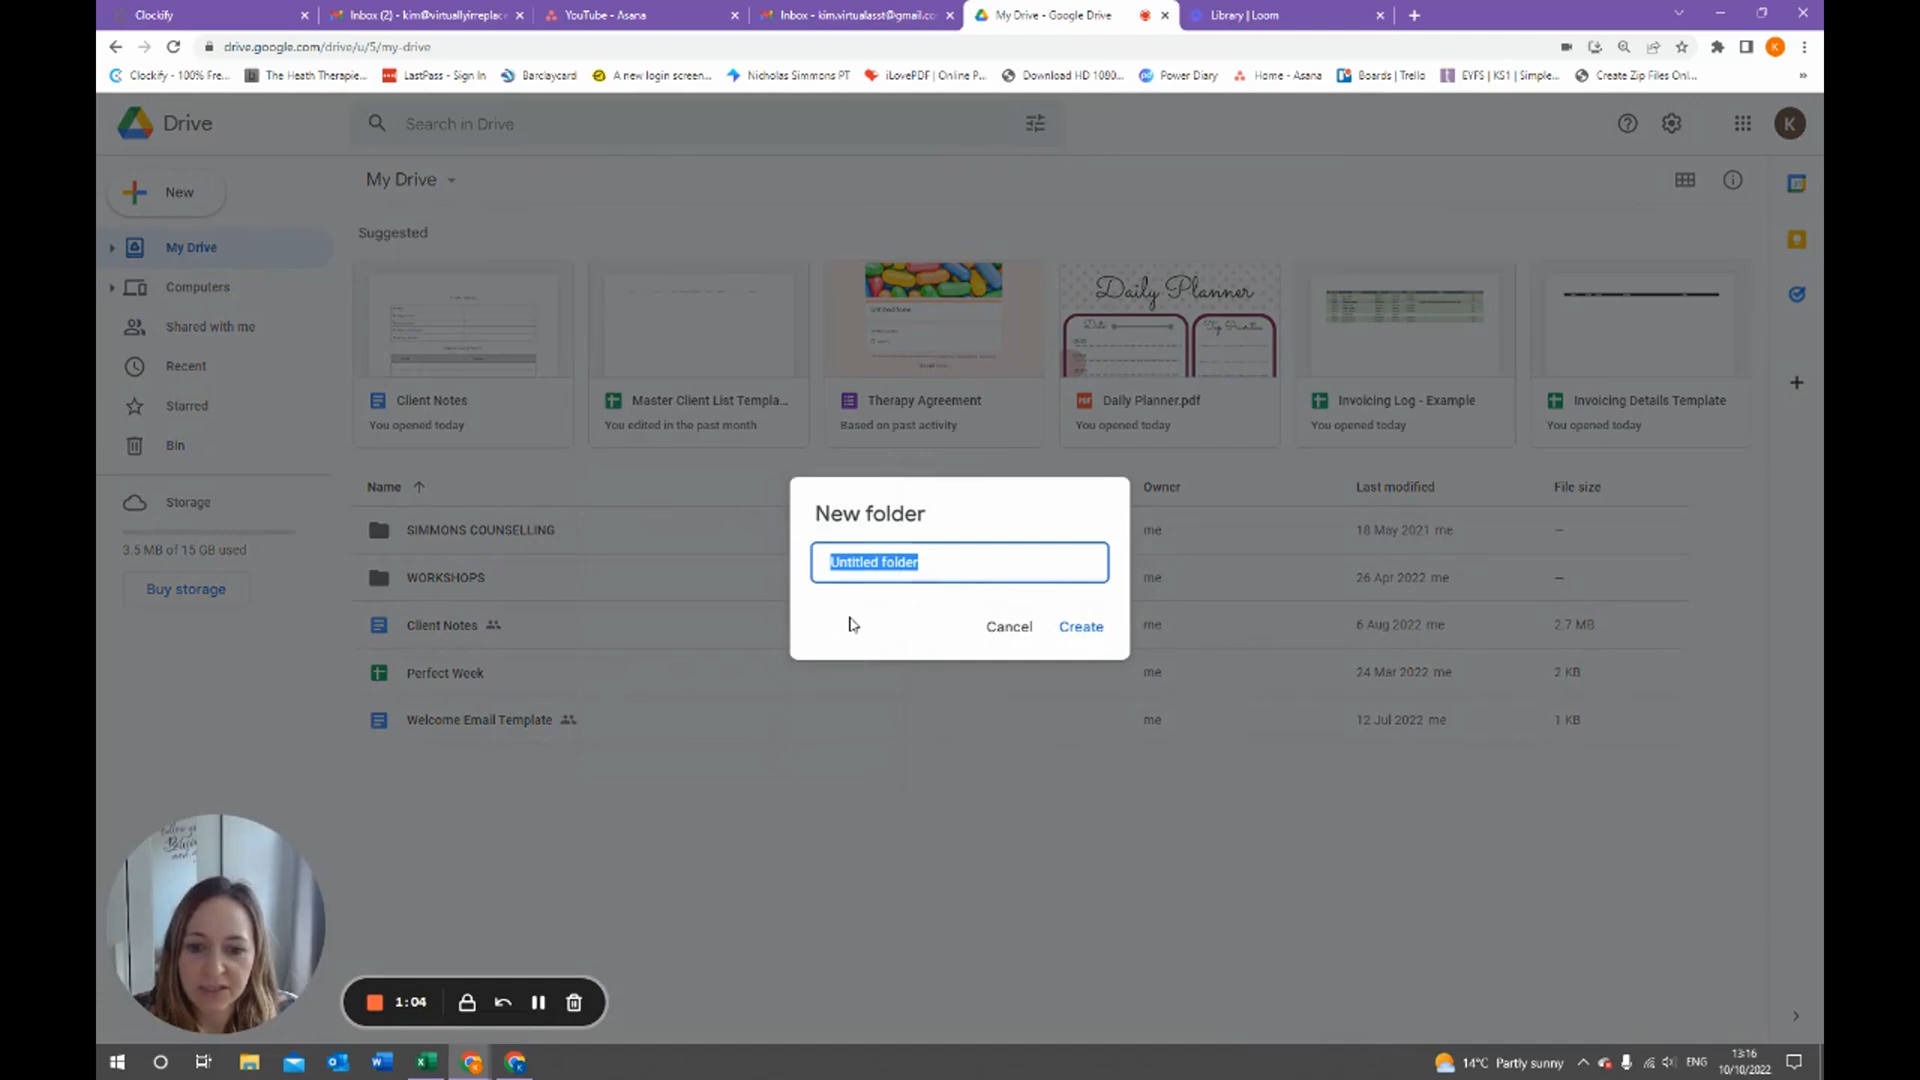 Clockify
Inbox (2) - kim@virtuallyirreplac
YouTube - Asana
Inbox - kim.virtualasst@gmail.co
My Drive - Google Drive
Library | Loom
drive.google.com/drive/u/5/my-drive
Clockify - 100% Fre...
The Heath Therapie...
LastPass - Sign In
Barclaycard
A new login screen...
Nicholas Simmons PT
iLovePDF | Online P...
Download HD 1080...
Power Diary
Home - Asana
Boards | Trello
EYFS | KS1 | Simple...
Create Zip Files Onl...
Drive
Search in Drive
K
New
My Drive
Computers
Shared with me
Recent
Starred
Bin
Storage
3.5 MB of 15 GB used
Buy storage
My Drive
Suggested
Client Notes
You opened today
Master Client List Templa...
You edited in the past month
Therapy Agreement
Based on past activity
Daily Planner
Date
Top Priorities
Daily Planner.pdf
You opened today
Invoicing Log - Example
You opened today
Invoicing Details Template
You opened today
Name
Owner
Last modified
File size
SIMMONS COUNSELLING
me
18 May 2021 me
–
WORKSHOPS
me
26 Apr 2022 me
–
Client Notes
me
6 Aug 2022 me
2.7 MB
Perfect Week
me
24 Mar 2022 me
2 KB
Welcome Email Template
me
12 Jul 2022 me
1 KB
New folder
Untitled folder
Cancel
Create
1:04
14°C Partly sunny
ENG
13:16
10/10/2022